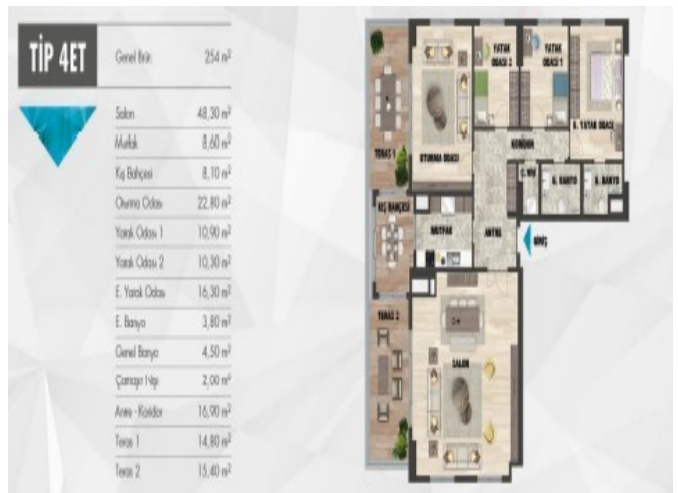 TİP 4ET
Genel Brüt 254 m²
Salon 48,30 m²
Mutfak 8,60 m²
Kış Bahçesi 8,10 m²
Oturma Odası 22,80 m²
Yatak Odası 1 10,90 m²
Yatak Odası 2 10,30 m²
E. Yatak Odası 16,30 m²
E. Banyo 3,80 m²
Genel Banyo 4,50 m²
Çamaşır Nişi 2,00 m²
Antre - Koridor 16,90 m²
Teras 1 14,80 m²
Teras 2 15,40 m²
YATAK
ODASI 2
YATAK
ODASI 1
E. YATAK ODASI
TERAS 1
OTURMA ODASI
KORİDOR
Ç. NİŞİ
G. BANYO
E. BANYO
KIŞ BAHÇESİ
MUTFAK
ANTRE
GİRİŞ
TERAS 2
SALON